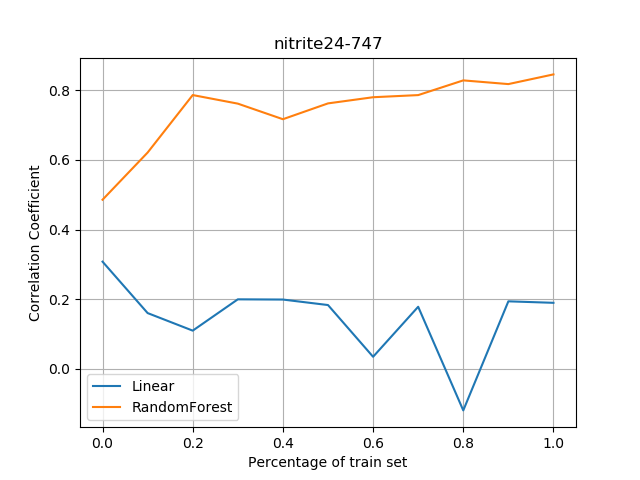 nitrite24-747
Correlation Coefficient
0.8
0.6
0.4
0.2
0.0
Linear
RandomForest
0.0 0.2 0.4 0.6 0.8 1.0
Percentage of train set